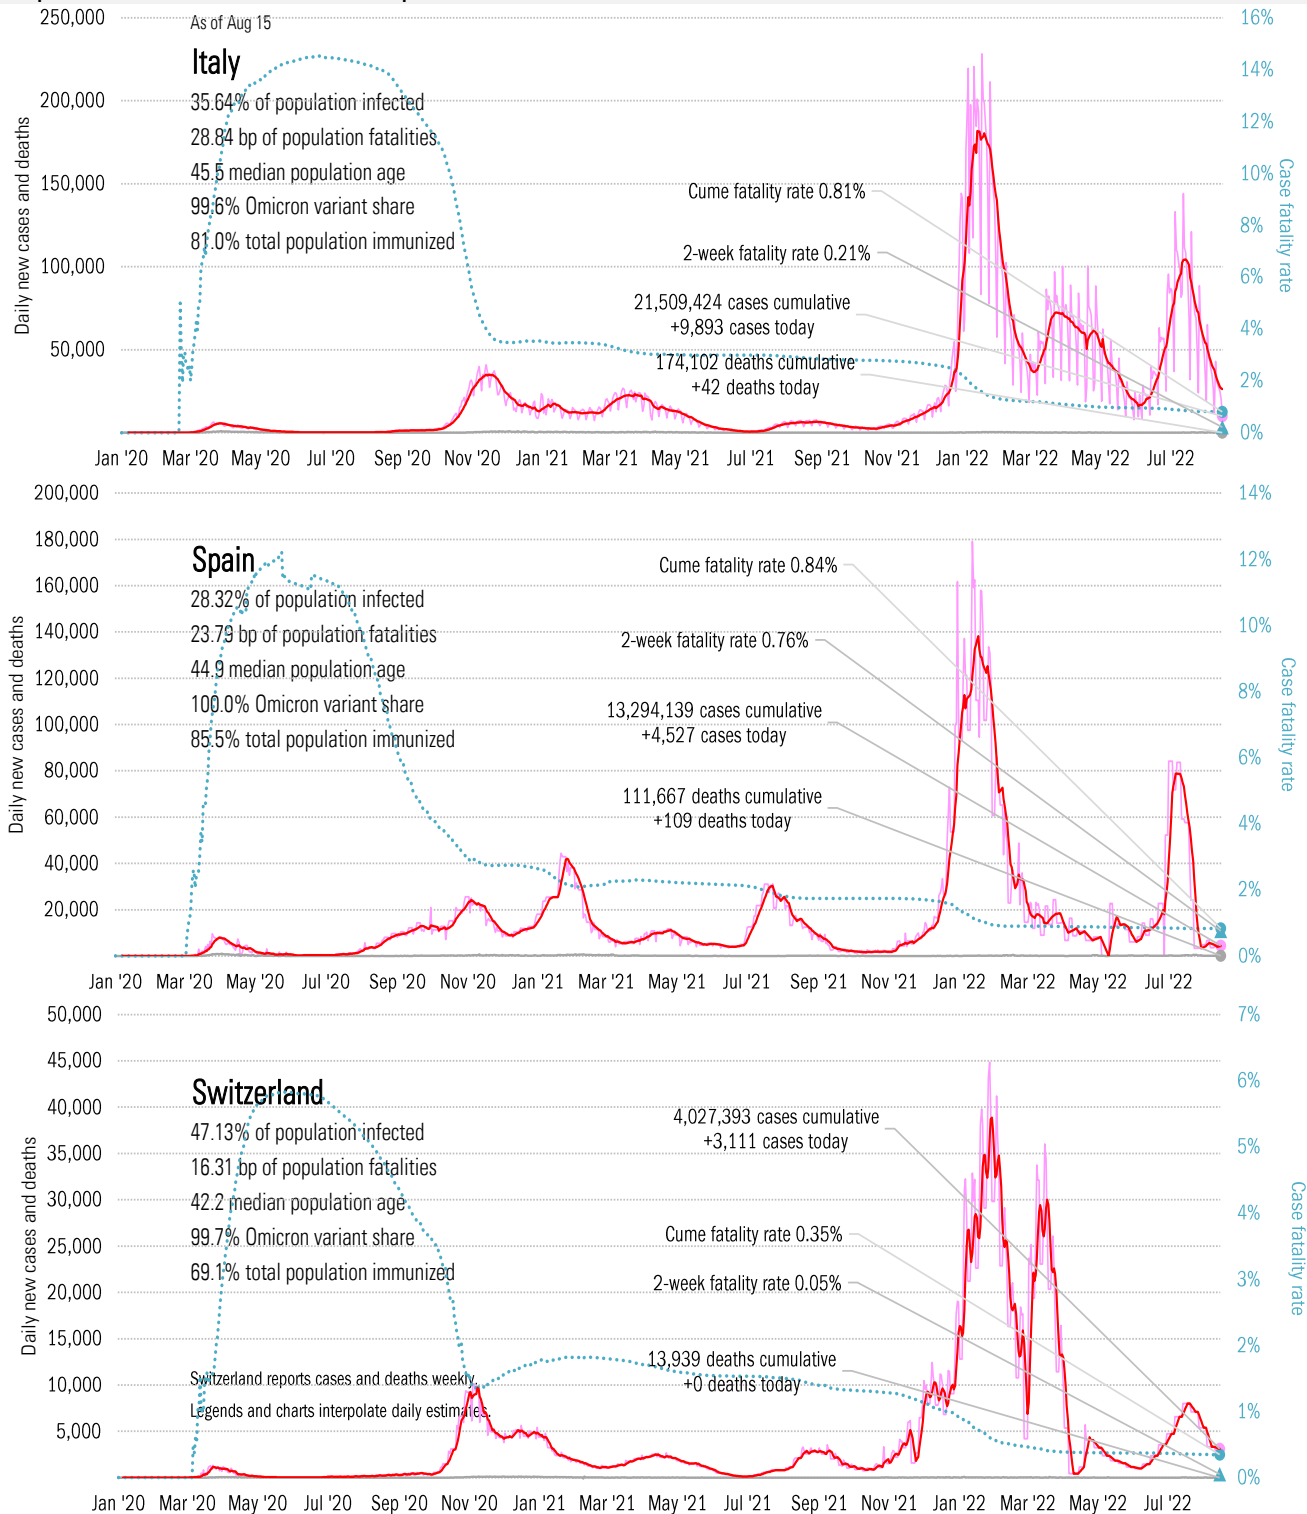 250,000
As of Aug 15
16%
Italy
14%
200,000
35.64% of population infected
12%
28.84 bp of population fatalities
45.5 median population age
10%
150,000
Cume fatality rate 0.81%
99.6% Omicron variant share
8%
81.0% total population immunized
2-week fatality rate 0.21%
100,000
6%
21,509,424 cases cumulative
+9,893 cases today
4%
50,000
174,102 deaths cumulative
+42 deaths today
2%
0%
Daily new cases and deaths
Case fatality rate
Jan '20 Mar '20 May '20 Jul '20 Sep '20 Nov '20 Jan '21 Mar '21 May '21 Jul '21 Sep '21 Nov '21 Jan '22 Mar '22 May '22 Jul '22
200,000
14%
180,000
Spain
12%
Cume fatality rate 0.84%
160,000
28.32% of population infected
10%
140,000
23.79 bp of population fatalities
2-week fatality rate 0.76%
120,000
44.9 median population age
8%
100.0% Omicron variant share
13,294,139 cases cumulative
100,000
+4,527 cases today
85.5% total population immunized
6%
80,000
111,667 deaths cumulative
60,000
+109 deaths today
4%
40,000
2%
20,000
0%
Daily new cases and deaths
Case fatality rate
Jan '20 Mar '20 May '20 Jul '20 Sep '20 Nov '20 Jan '21 Mar '21 May '21 Jul '21 Sep '21 Nov '21 Jan '22 Mar '22 May '22 Jul '22
50,000
7%
45,000
6%
Switzerland
40,000
4,027,393 cases cumulative
+3,111 cases today
47.13% of population infected
5%
35,000
16.31 bp of population fatalities
30,000
42.2 median population age
4%
99.7% Omicron variant share
Cume fatality rate 0.35%
25,000
69.1% total population immunized
3%
2-week fatality rate 0.05%
20,000
15,000
2%
13,939 deaths cumulative
+0 deaths today
Switzerland reports cases and deaths weekly.
10,000
Legends and charts interpolate daily estimates.
1%
5,000
0%
Daily new cases and deaths
Case fatality rate
Jan '20 Mar '20 May '20 Jul '20 Sep '20 Nov '20 Jan '21 Mar '21 May '21 Jul '21 Sep '21 Nov '21 Jan '22 Mar '22 May '22 Jul '22